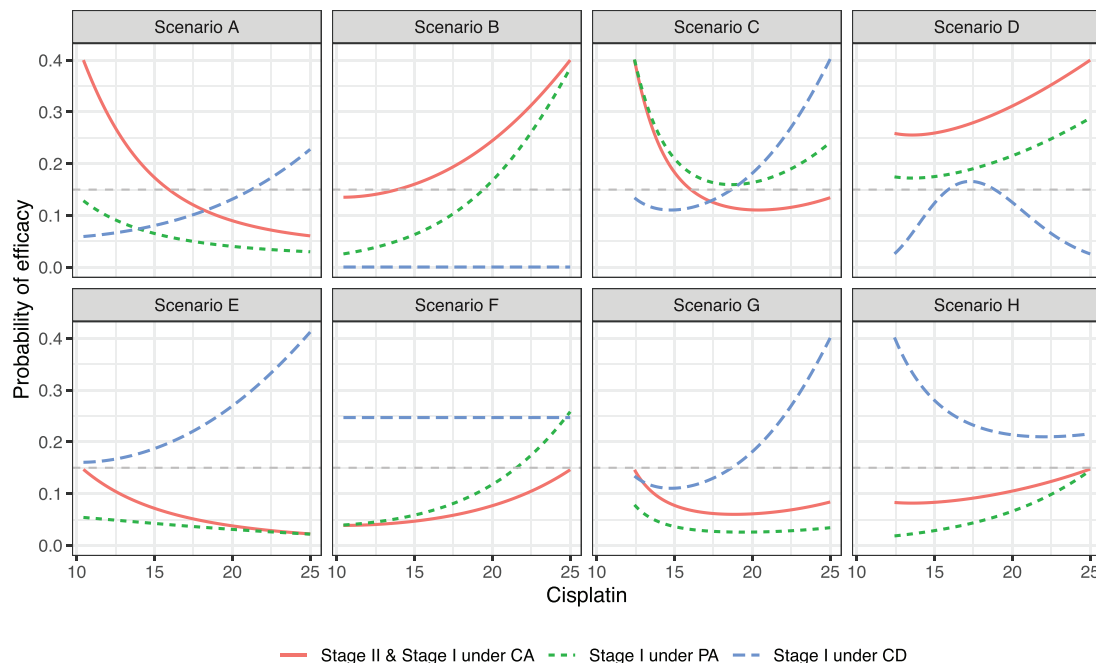 Scenario A Scenario B Scenario C Scenario D
0.4
0.3
0.2
0.1
0.0
Probability of efficacy
Scenario E Scenario F Scenario G Scenario H
0.4
0.3
0.2
0.1
0.0
10 15 20 25 10 15 20 25 10 15 20 25 10 15 20 25
Cisplatin
Stage II & Stage I under CA Stage I under PA Stage I under CD